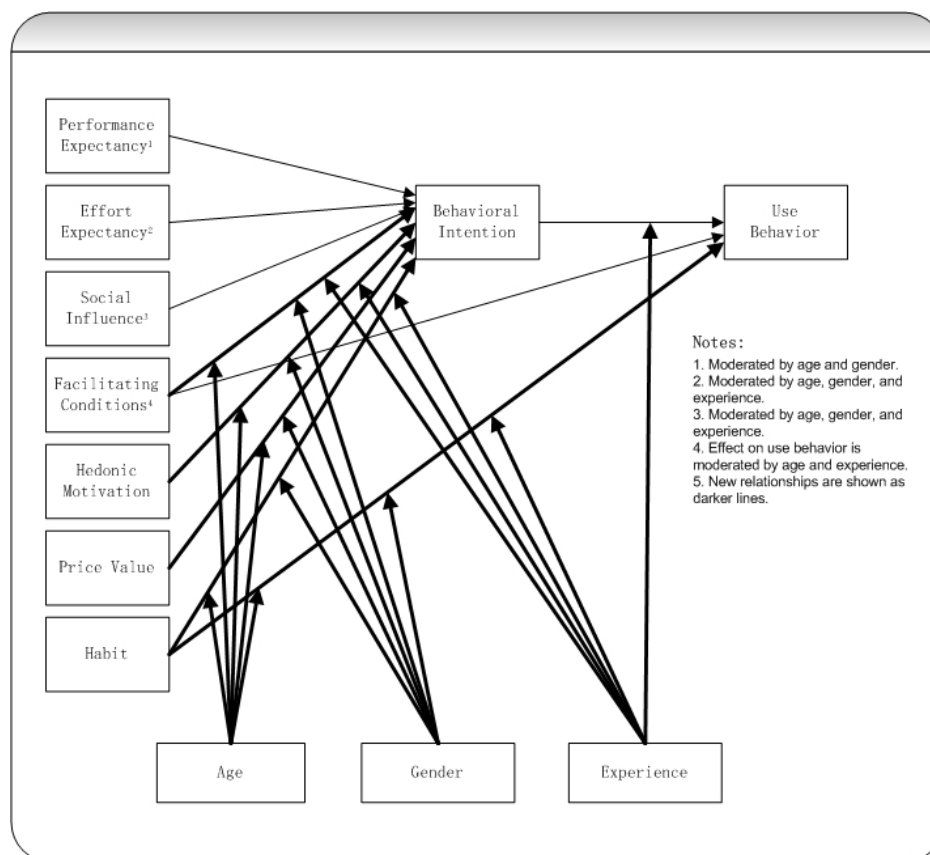 Performance
Expectancy¹
Effort
Expectancy²
Social
Influence³
Facilitating
Conditions⁴
Hedonic
Motivation
Price Value
Habit
Behavioral
Intention
Use
Behavior
Notes:
1. Moderated by age and gender.
2. Moderated by age, gender, and
experience.
3. Moderated by age, gender, and
experience.
4. Effect on use behavior is
moderated by age and experience.
5. New relationships are shown as
darker lines.
Age
Gender
Experience